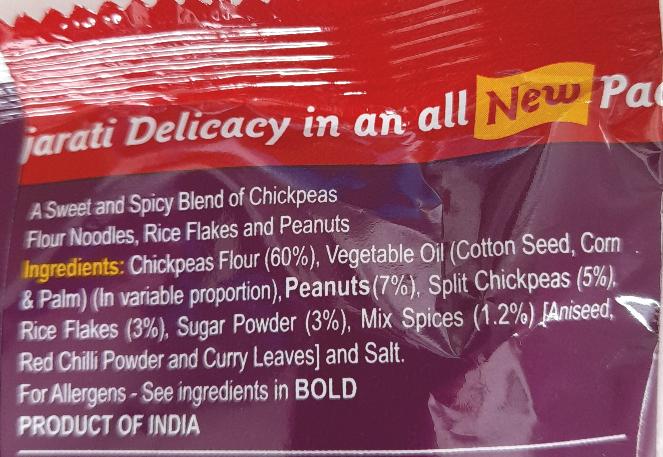 jarati Delicacy in an all New Pa
A Sweet and Spicy Blend of Chickpeas
Flour Noodles, Rice Flakes and Peanuts
Ingredients: Chickpeas Flour (60%), Vegetable Oil (Cotton Seed, Corn
& Palm) (In variable proportion), Peanuts (7%), Split Chickpeas (5%),
Rice Flakes (3%), Sugar Powder (3%), Mix Spices (1.2%) [Aniseed,
Red Chilli Powder and Curry Leaves] and Salt.
For Allergens - See ingredients in BOLD
PRODUCT OF INDIA